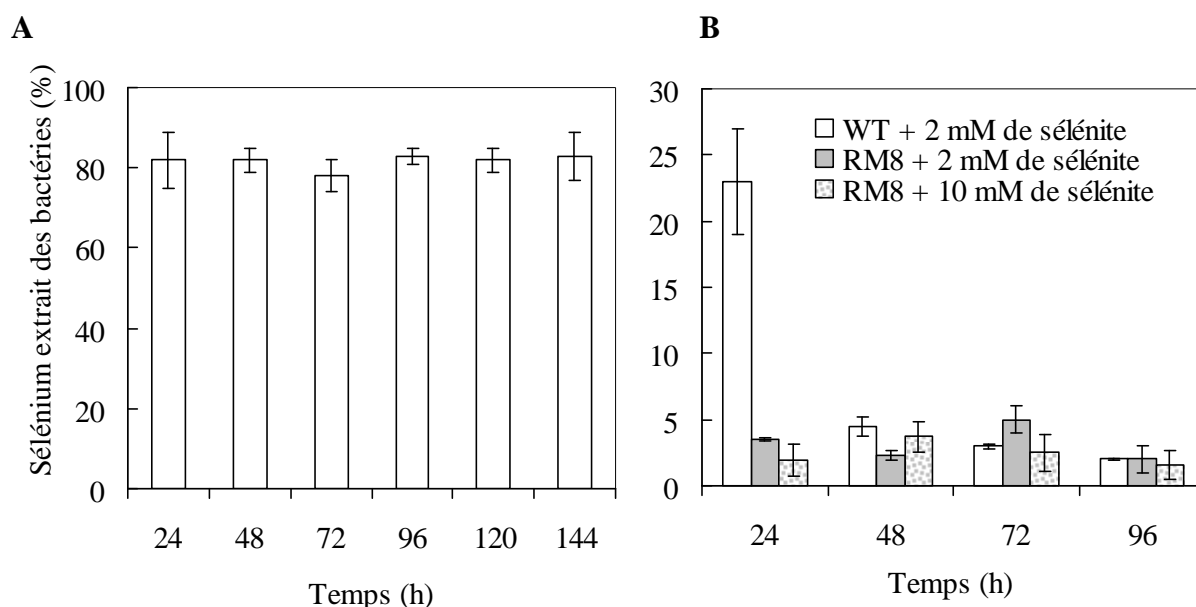 A
Sélénium extrait des bactéries (%)
100
80
60
40
20
0
24 48 72 96 120 144
Temps (h)
B
30
25
20
15
10
5
0
WT + 2 mM de sélénite
RM8 + 2 mM de sélénite
RM8 + 10 mM de sélénite
24 48 72 96
Temps (h)